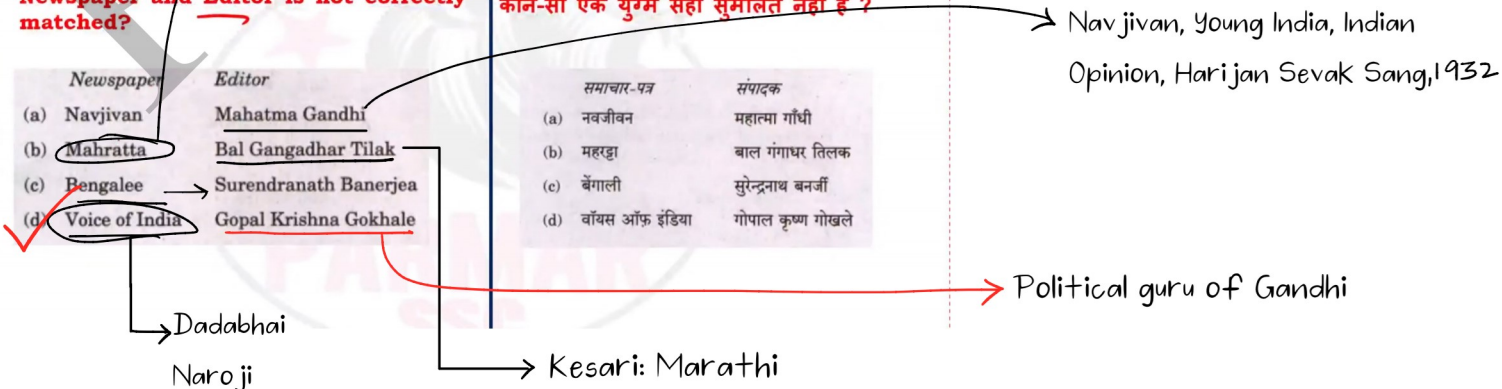 Newspaper and Editor is not correctly
matched?
कौन-सा एक युग्म सही सुमेलित नहीं है ?
Newspaper Editor
(a) Navjivan Mahatma Gandhi
(b) Mahratta Bal Gangadhar Tilak
(c) Bengalee Surendranath Banerjea
(d) Voice of India Gopal Krishna Gokhale
समाचार-पत्र संपादक
(a) नवजीवन महात्मा गाँधी
(b) महरट्टा बाल गंगाधर तिलक
(c) बेंगाली सुरेन्द्रनाथ बनर्जी
(d) वॉयस ऑफ़ इंडिया गोपाल कृष्ण गोखले
Navjivan, Young India, Indian
Opinion, Harijan Sevak Sang,1932
Political guru of Gandhi
Dadabhai
Naroji
Kesari: Marathi
PARMAR
SSC